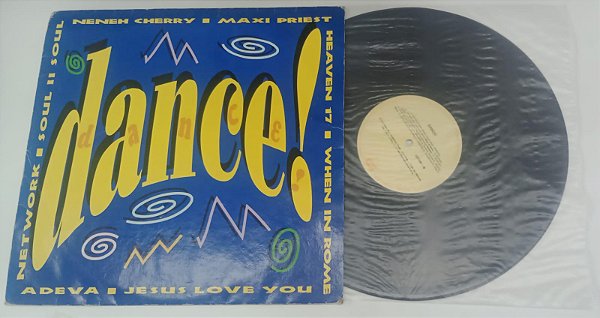 NENEH CHERRY ■ MAXI PRIEST
HEAVEN 17 ■ WHEN IN ROME
NETWORK ■ SOUL II SOUL
dance!
dance!
ADEVA ■ JESUS LOVE YOU